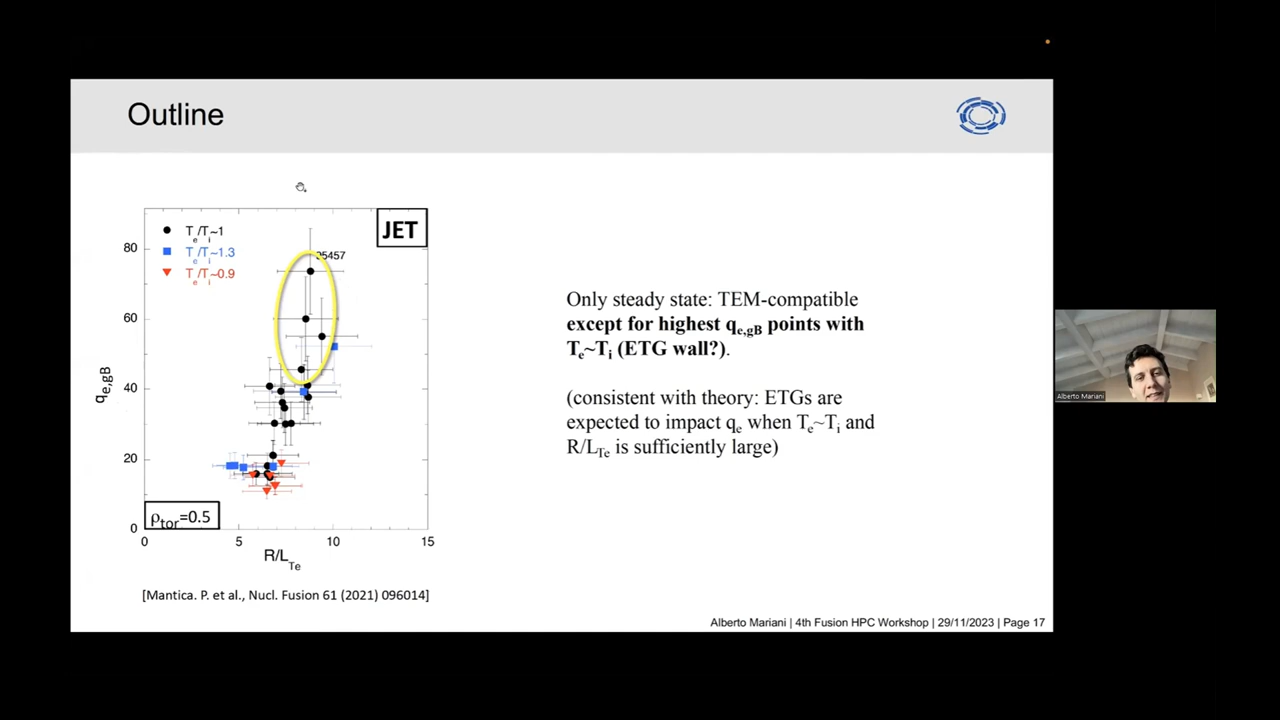 Outline
JET
T_e/T_i~1
T_e/T_i~1.3
T_e/T_i~0.9
95457
80
60
40
20
0
q_e,gB
ρ_tor=0.5
0
5
10
15
R/L_Te
[Mantica. P. et al., Nucl. Fusion 61 (2021) 096014]
Only steady state: TEM-compatible
except for highest q_e,gB points with
T_e~T_i (ETG wall?).
(consistent with theory: ETGs are
expected to impact q_e when T_e~T_i and
R/L_Te is sufficiently large)
Alberto Mariani | 4th Fusion HPC Workshop | 29/11/2023 | Page 17
Alberto Mariani